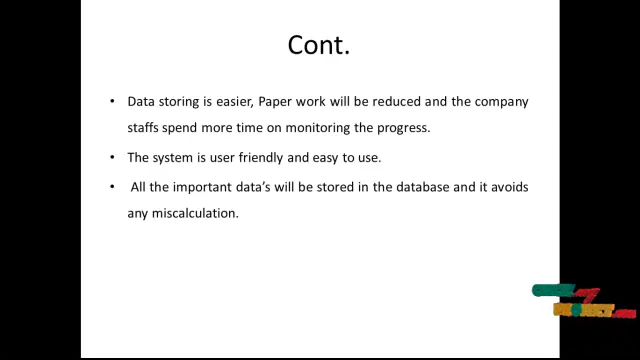 Cont.
• Data storing is easier, Paper work will be reduced and the company
staffs spend more time on monitoring the progress.
• The system is user friendly and easy to use.
• All the important data's will be stored in the database and it avoids
any miscalculation.